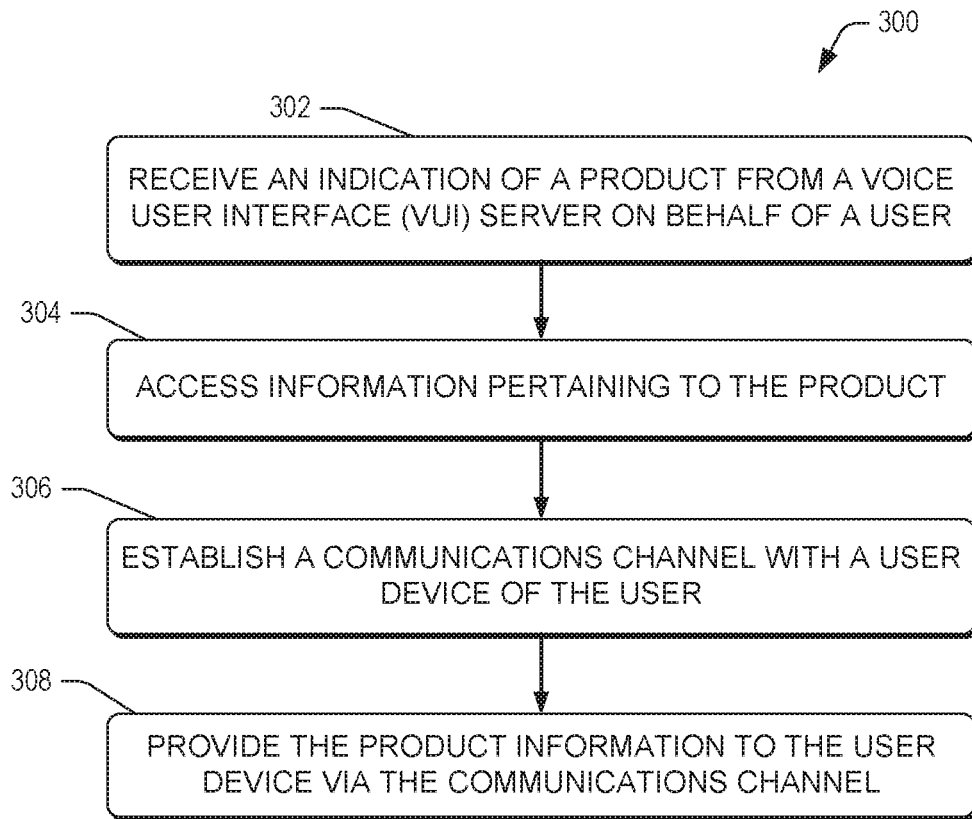 300
302
RECEIVE AN INDICATION OF A PRODUCT FROM A VOICE
USER INTERFACE (VUI) SERVER ON BEHALF OF A USER
304
ACCESS INFORMATION PERTAINING TO THE PRODUCT
306
ESTABLISH A COMMUNICATIONS CHANNEL WITH A USER
DEVICE OF THE USER
308
PROVIDE THE PRODUCT INFORMATION TO THE USER
DEVICE VIA THE COMMUNICATIONS CHANNEL